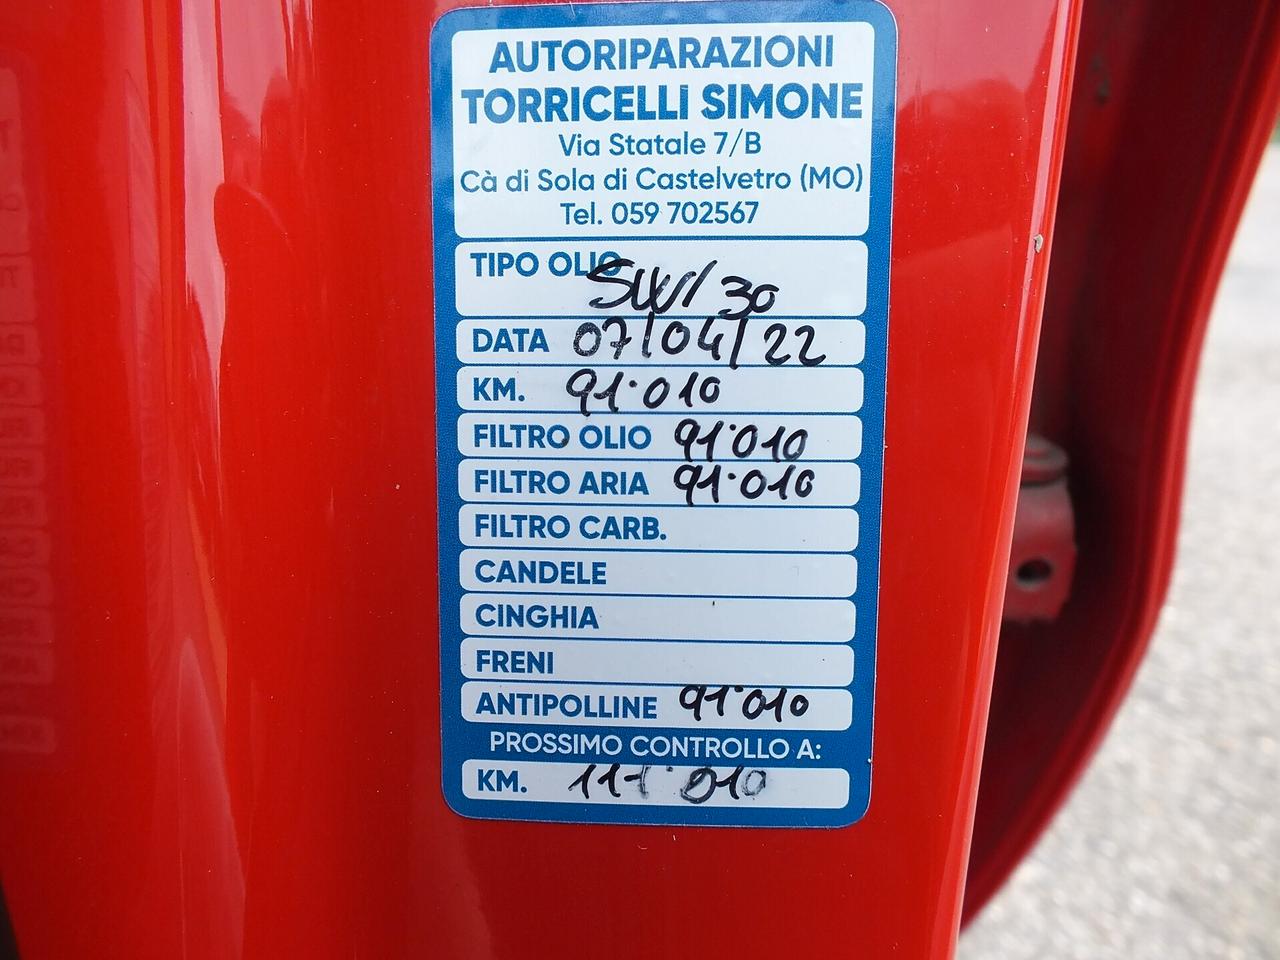 AUTORIPARAZIONI
TORRICELLI SIMONE
Via Statale 7/B
Cà di Sola di Castelvetro (MO)
Tel. 059 702567
TIPO OLIO 5W/30
DATA 07/04/22
KM. 91.010
FILTRO OLIO 91.010
FILTRO ARIA 91.010
FILTRO CARB.
CANDELE
CINGHIA
FRENI
ANTIPOLLINE 91.010
PROSSIMO CONTROLLO A:
KM. 111.010